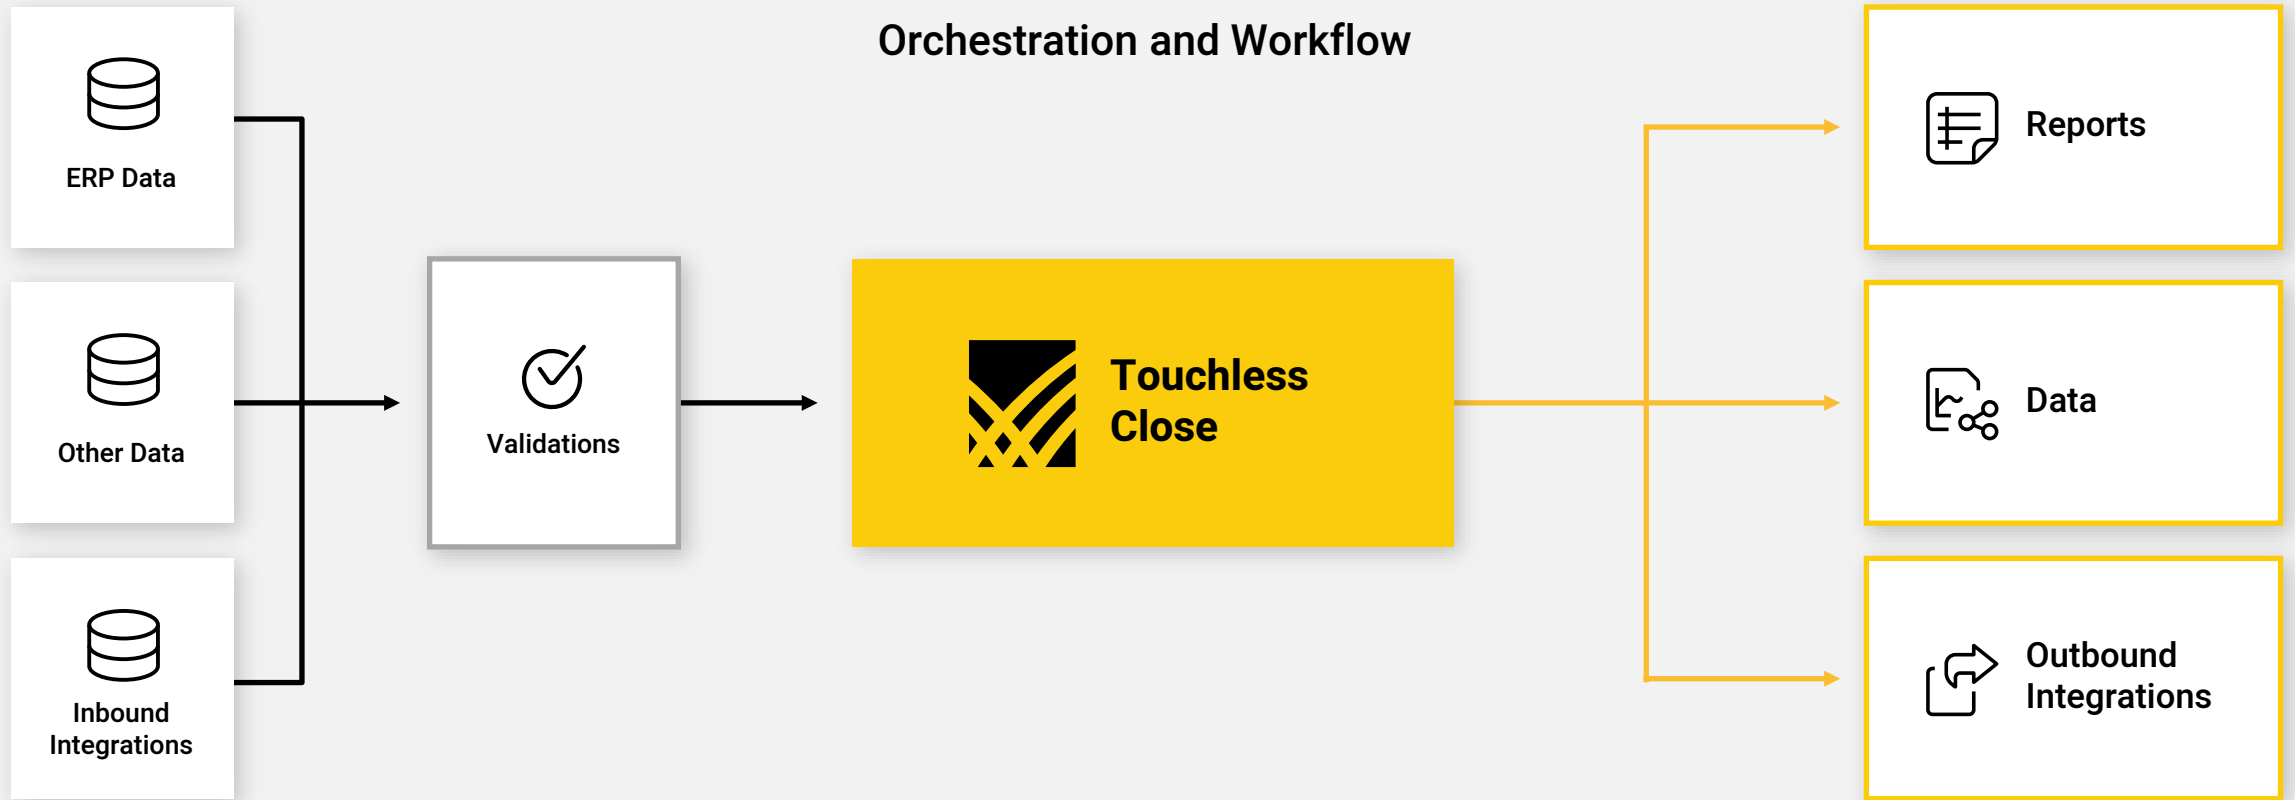 Orchestration and Workflow
ERP Data
Other Data
Inbound
Integrations
Validations
Touchless
Close
Reports
Data
Outbound
Integrations